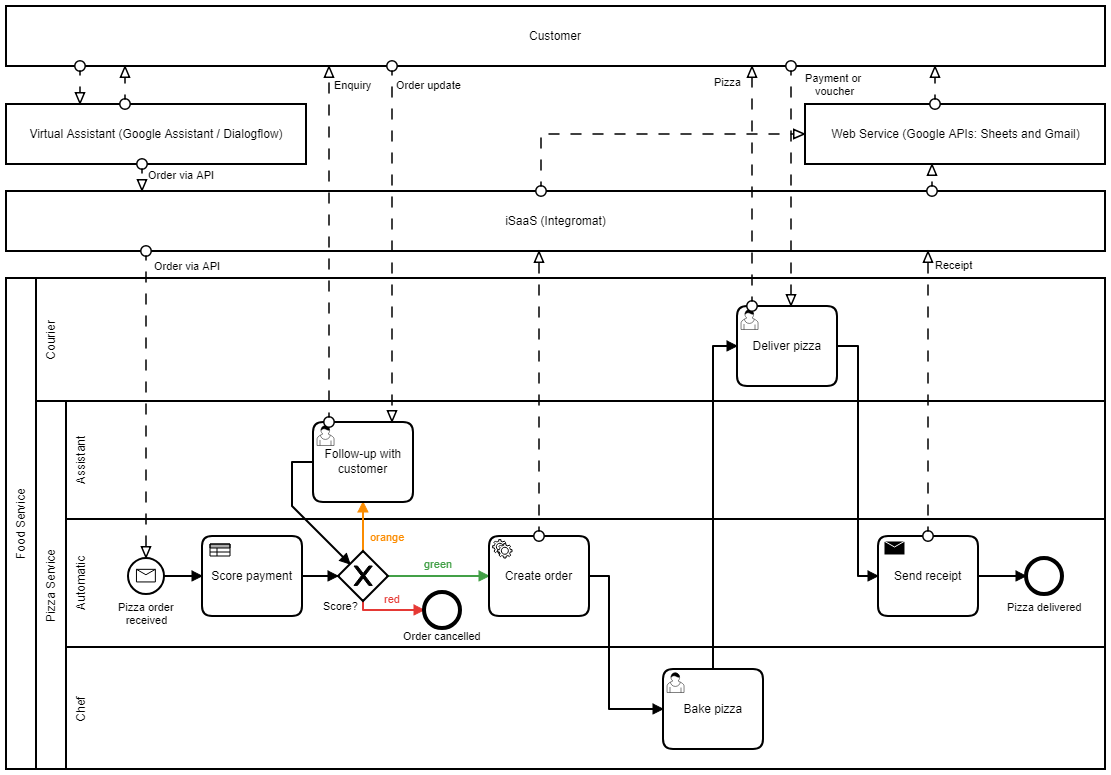 Customer
Enquiry
Order update
Pizza
Payment or
voucher
Virtual Assistant (Google Assistant / Dialogflow)
Web Service (Google APIs: Sheets and Gmail)
Order via API
iSaaS (Integromat)
Order via API
Receipt
Food Service
Courier
Deliver pizza
Pizza Service
Assistant
Follow-up with
customer
Automatic
orange
Pizza order
received
Score payment
Score?
green
red
Order cancelled
Create order
Send receipt
Pizza delivered
Chef
Bake pizza